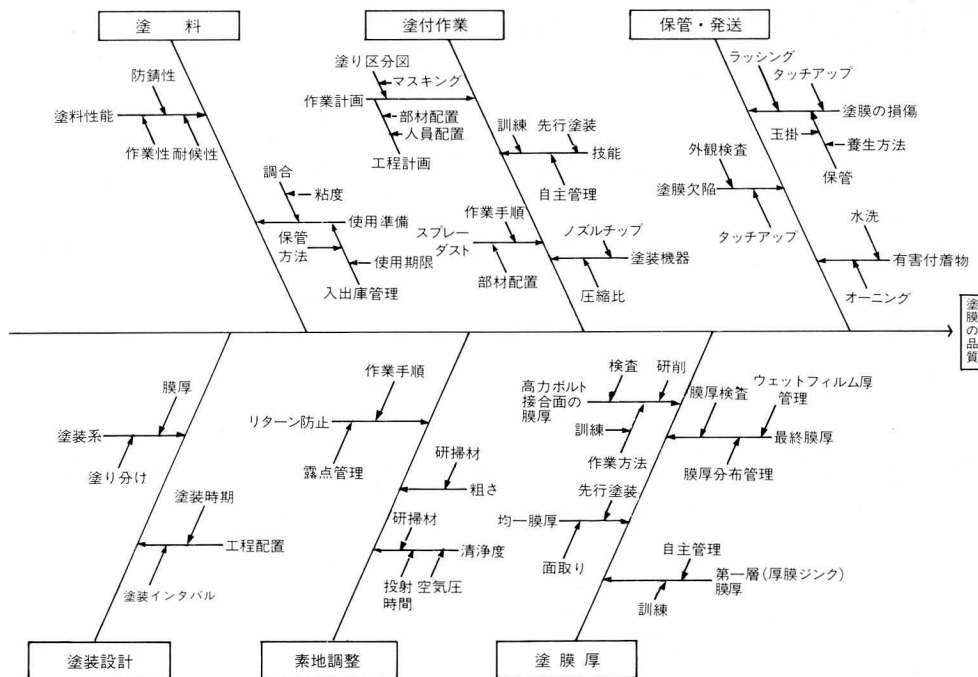 塗料
塗付作業
保管・発送
防錆性
塗料性能
作業性
耐候性
調合
粘度
使用準備
保管
方法
使用期限
入出庫管理
塗り区分図
マスキング
作業計画
部材配置
人員配置
工程計画
訓練
先行塗装
技能
自主管理
作業手順
スプレー
ダスト
部材配置
ノズルチップ
塗装機器
圧縮比
ラッシング
タッチアップ
塗膜の損傷
玉掛
養生方法
保管
外観検査
塗膜欠陥
タッチアップ
水洗
有害付着物
オーニング
塗膜の品質
膜厚
塗装系
塗り分け
塗装時期
工程配置
塗装インタバル
作業手順
リターン防止
露点管理
研掃材
粗さ
研掃材
清浄度
投射
時間
空気圧
検査
研削
高力ボルト
接合面の
膜厚
訓練
作業方法
膜厚検査
ウェットフィルム厚
管理
最終膜厚
膜厚分布管理
先行塗装
均一膜厚
面取り
自主管理
第一層(厚膜ジンク)
膜厚
訓練
塗装設計
素地調整
塗膜厚